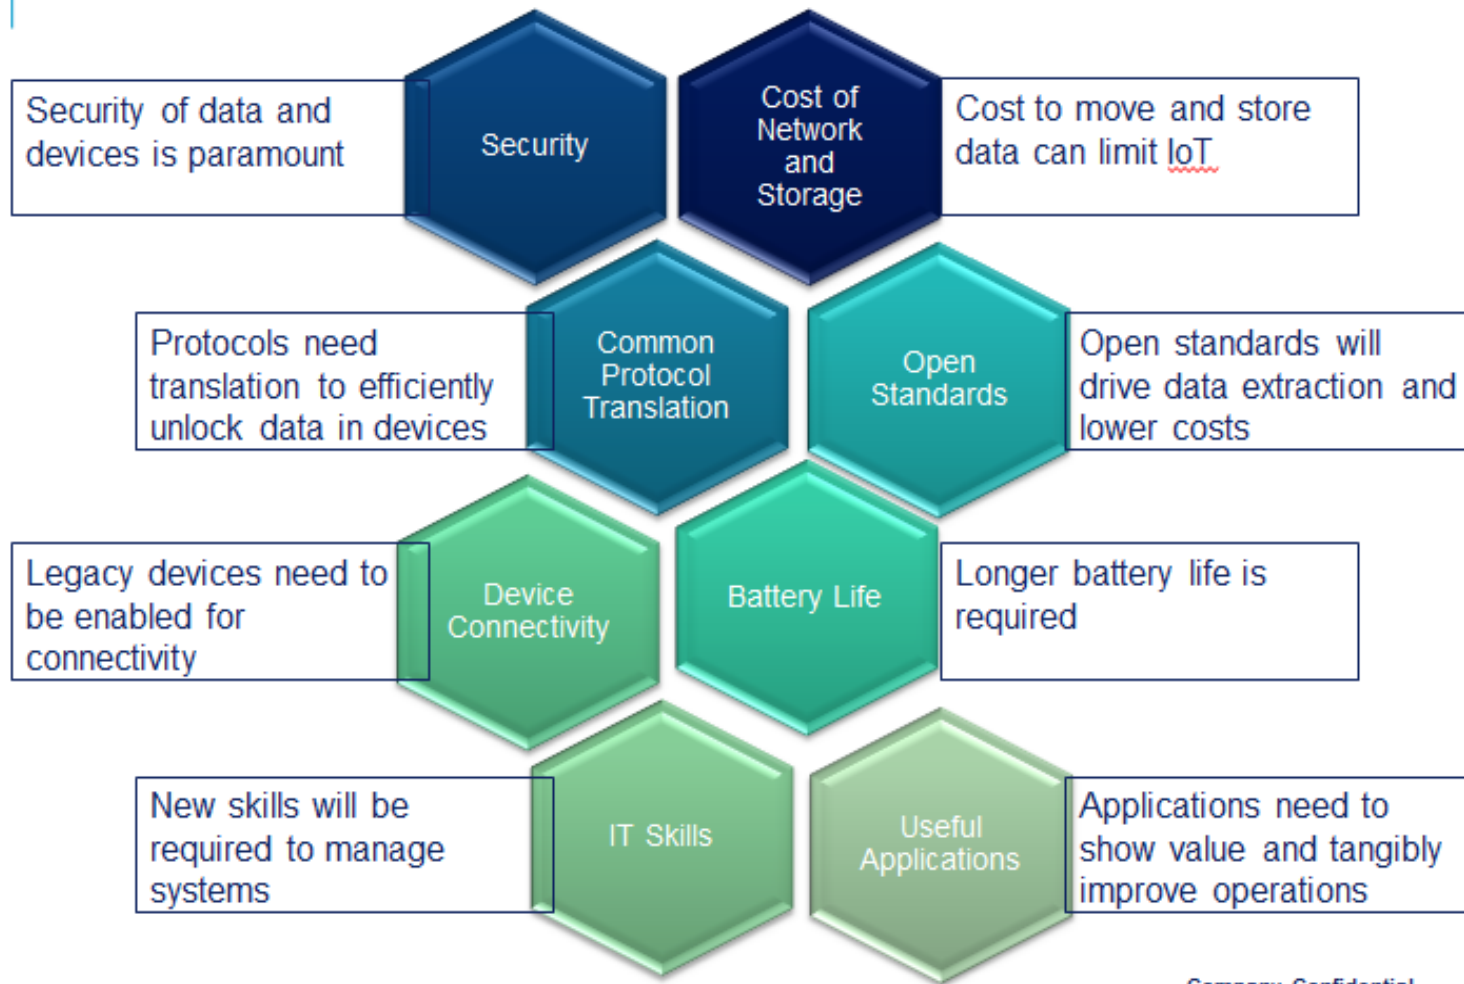 Security of data and
devices is paramount
Security
Cost of
Network
and
Storage
Cost to move and store
data can limit IoT
Protocols need
translation to efficiently
unlock data in devices
Common
Protocol
Translation
Open
Standards
Open standards will
drive data extraction and
lower costs
Legacy devices need to
be enabled for
connectivity
Device
Connectivity
Battery Life
Longer battery life is
required
New skills will be
required to manage
systems
IT Skills
Useful
Applications
Applications need to
show value and tangibly
improve operations
Company Confidential